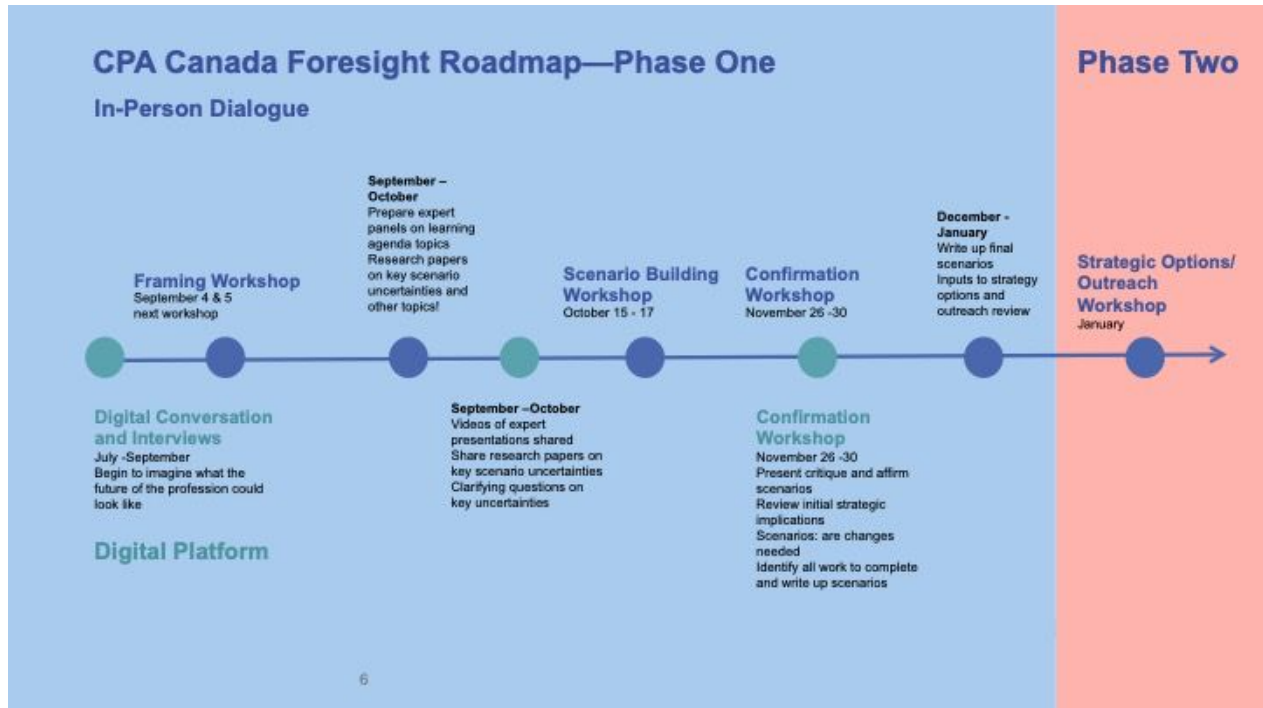 CPA Canada Foresight Roadmap—Phase One
Phase Two
In-Person Dialogue
Framing Workshop
September 4 & 5
next workshop
September –
October
Prepare expert
panels on learning
agenda topics
Research papers
on key scenario
uncertainties and
other topics!
Scenario Building
Workshop
October 15 - 17
Confirmation
Workshop
November 26 -30
December -
January
Write up final
scenarios
Inputs to strategy
options and
outreach review
Strategic Options/
Outreach
Workshop
January
Digital Conversation
and Interviews
July -September
Begin to imagine what the
future of the profession could
look like
Digital Platform
September –October
Videos of expert
presentations shared
Share research papers on
key scenario uncertainties
Clarifying questions on
key uncertainties
Confirmation
Workshop
November 26 -30
Present critique and affirm
scenarios
Review initial strategic
implications
Scenarios: are changes
needed
Identify all work to complete
and write up scenarios
6